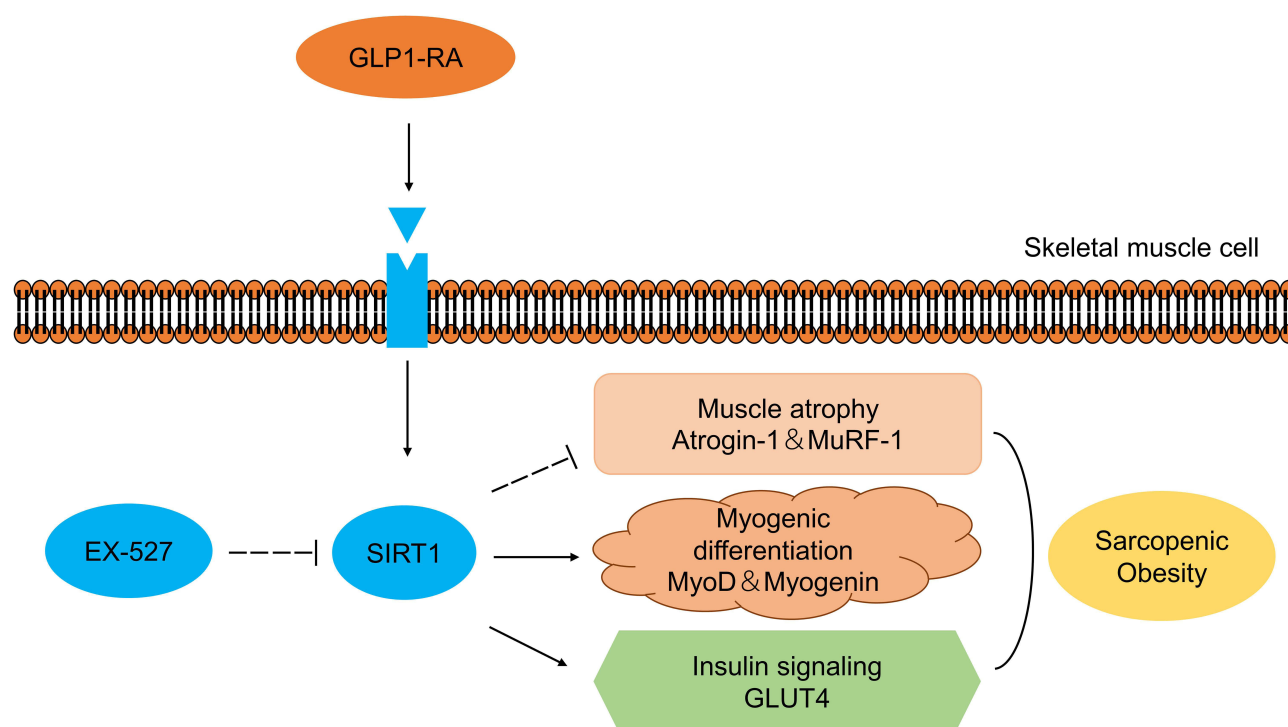 GLP1-RA
Skeletal muscle cell
Muscle atrophy
Atrogin-1＆MuRF-1
EX-527
SIRT1
Myogenic
differentiation
MyoD＆Myogenin
Sarcopenic
Obesity
Insulin signaling
GLUT4